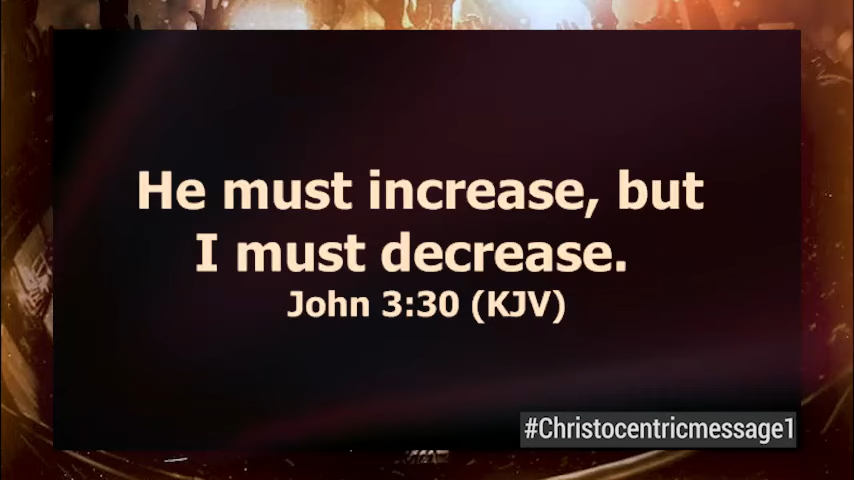 He must increase, but
I must decrease.
John 3:30 (KJV)
#Christocentricmessage1